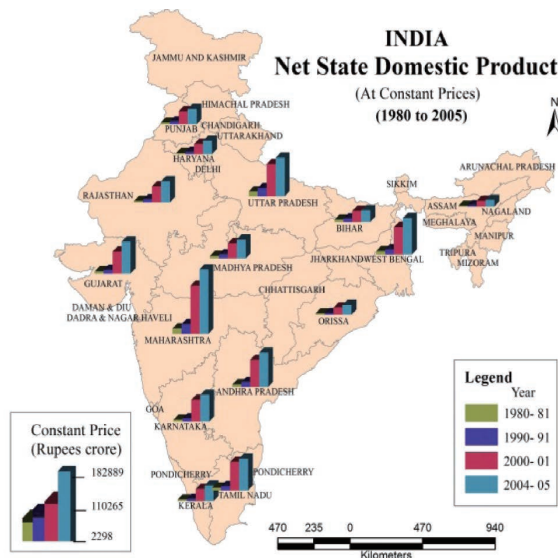 INDIA
Net State Domestic Product
(At Constant Prices)
(1980 to 2005)
N
JAMMU AND KASHMIR
HIMACHAL PRADESH
PUNJAB
CHANDIGARH
UTTARAKHAND
HARYANA
DELHI
RAJASTHAN
UTTAR PRADESH
SIKKIM
ARUNACHAL PRADESH
ASSAM
NAGALAND
MEGHALAYA
BIHAR
MANIPUR
JHARKHAND
WEST BENGAL
TRIPURA
MIZORAM
GUJARAT
MADHYA PRADESH
CHHATTISGARH
DAMAN & DIU
DADRA & NAGAR HAVELI
ORISSA
MAHARASHTRA
ANDHRA PRADESH
GOA
KARNATAKA
PONDICHERRY
PONDICHERRY
TAMIL NADU
KERALA
Constant Price
(Rupees crore)
182889
110265
2298
Legend
Year
1980- 81
1990- 91
2000- 01
2004- 05
470 235 0 470 940
Kilometers